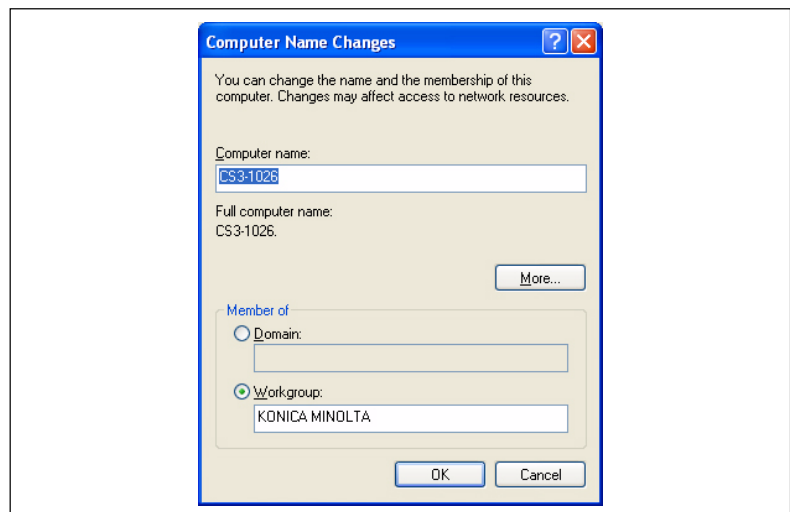 Computer Name Changes
You can change the name and the membership of this
computer. Changes may affect access to network resources.
Computer name:
CS3-1026
Full computer name:
CS3-1026.
More...
Member of
Domain:
Workgroup:
KONICA MINOLTA
OK
Cancel